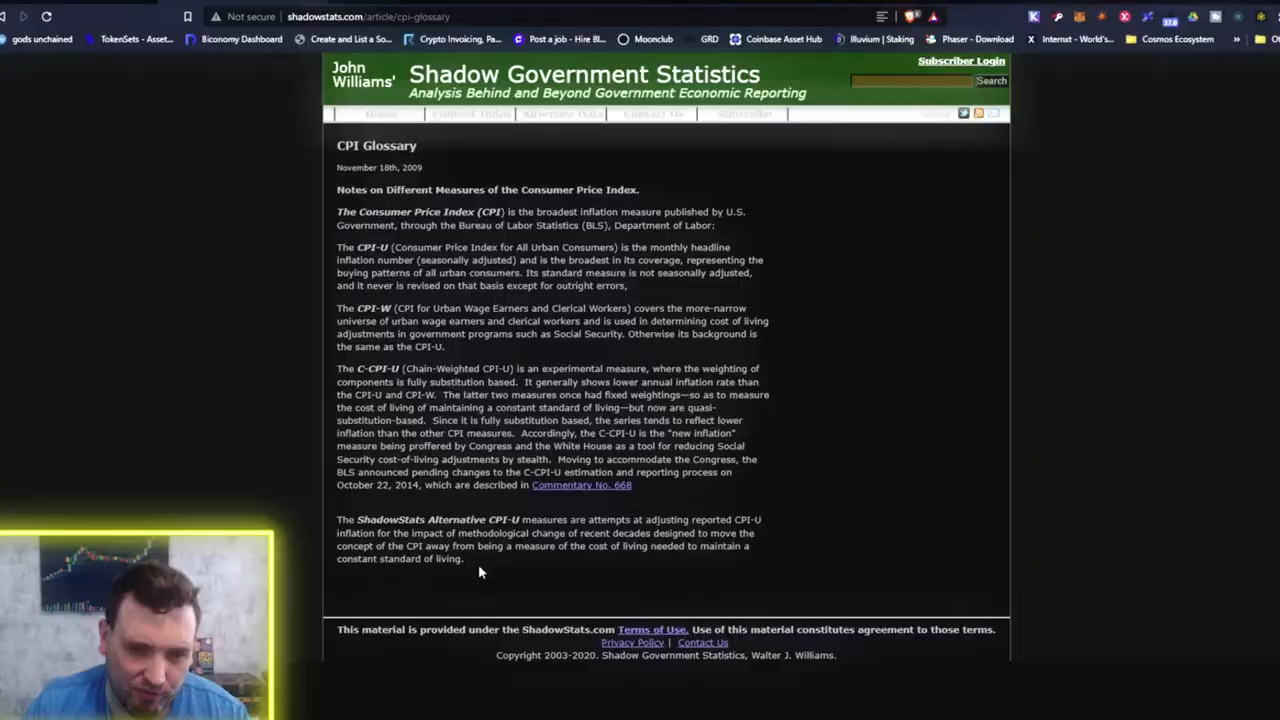 Not secure | shadowstats.com/article/cpi-glossary
37.0
gods unchained TokenSets - Asset... Biconomy Dashboard Create and List a So... Crypto Invoicing, Pa... Post a job - Hire Bl... Moonclub GRD Coinbase Asset Hub Illuvium | Staking Phaser - Download Internxt - World's... Cosmos Ecosystem »
Subscriber Login
John Williams' Shadow Government Statistics
Search
Analysis Behind and Beyond Government Economic Reporting
Home Content Index Alternate Data Contact Us Subscribe
CPI Glossary
November 18th, 2009
Notes on Different Measures of the Consumer Price Index.
The Consumer Price Index (CPI) is the broadest inflation measure published by U.S.
Government, through the Bureau of Labor Statistics (BLS), Department of Labor:
The CPI-U (Consumer Price Index for All Urban Consumers) is the monthly headline
inflation number (seasonally adjusted) and is the broadest in its coverage, representing the
buying patterns of all urban consumers. Its standard measure is not seasonally adjusted,
and it never is revised on that basis except for outright errors,
The CPI-W (CPI for Urban Wage Earners and Clerical Workers) covers the more-narrow
universe of urban wage earners and clerical workers and is used in determining cost of living
adjustments in government programs such as Social Security. Otherwise its background is
the same as the CPI-U.
The C-CPI-U (Chain-Weighted CPI-U) is an experimental measure, where the weighting of
components is fully substitution based. It generally shows lower annual inflation rate than
the CPI-U and CPI-W. The latter two measures once had fixed weightings—so as to measure
the cost of living of maintaining a constant standard of living—but now are quasi-
substitution-based. Since it is fully substitution based, the series tends to reflect lower
inflation than the other CPI measures. Accordingly, the C-CPI-U is the "new inflation"
measure being proffered by Congress and the White House as a tool for reducing Social
Security cost-of-living adjustments by stealth. Moving to accommodate the Congress, the
BLS announced pending changes to the C-CPI-U estimation and reporting process on
October 22, 2014, which are described in Commentary No. 668
The ShadowStats Alternative CPI-U measures are attempts at adjusting reported CPI-U
inflation for the impact of methodological change of recent decades designed to move the
concept of the CPI away from being a measure of the cost of living needed to maintain a
constant standard of living.
This material is provided under the ShadowStats.com Terms of Use. Use of this material constitutes agreement to those terms.
Privacy Policy | Contact Us
Copyright 2003-2020. Shadow Government Statistics, Walter J. Williams.